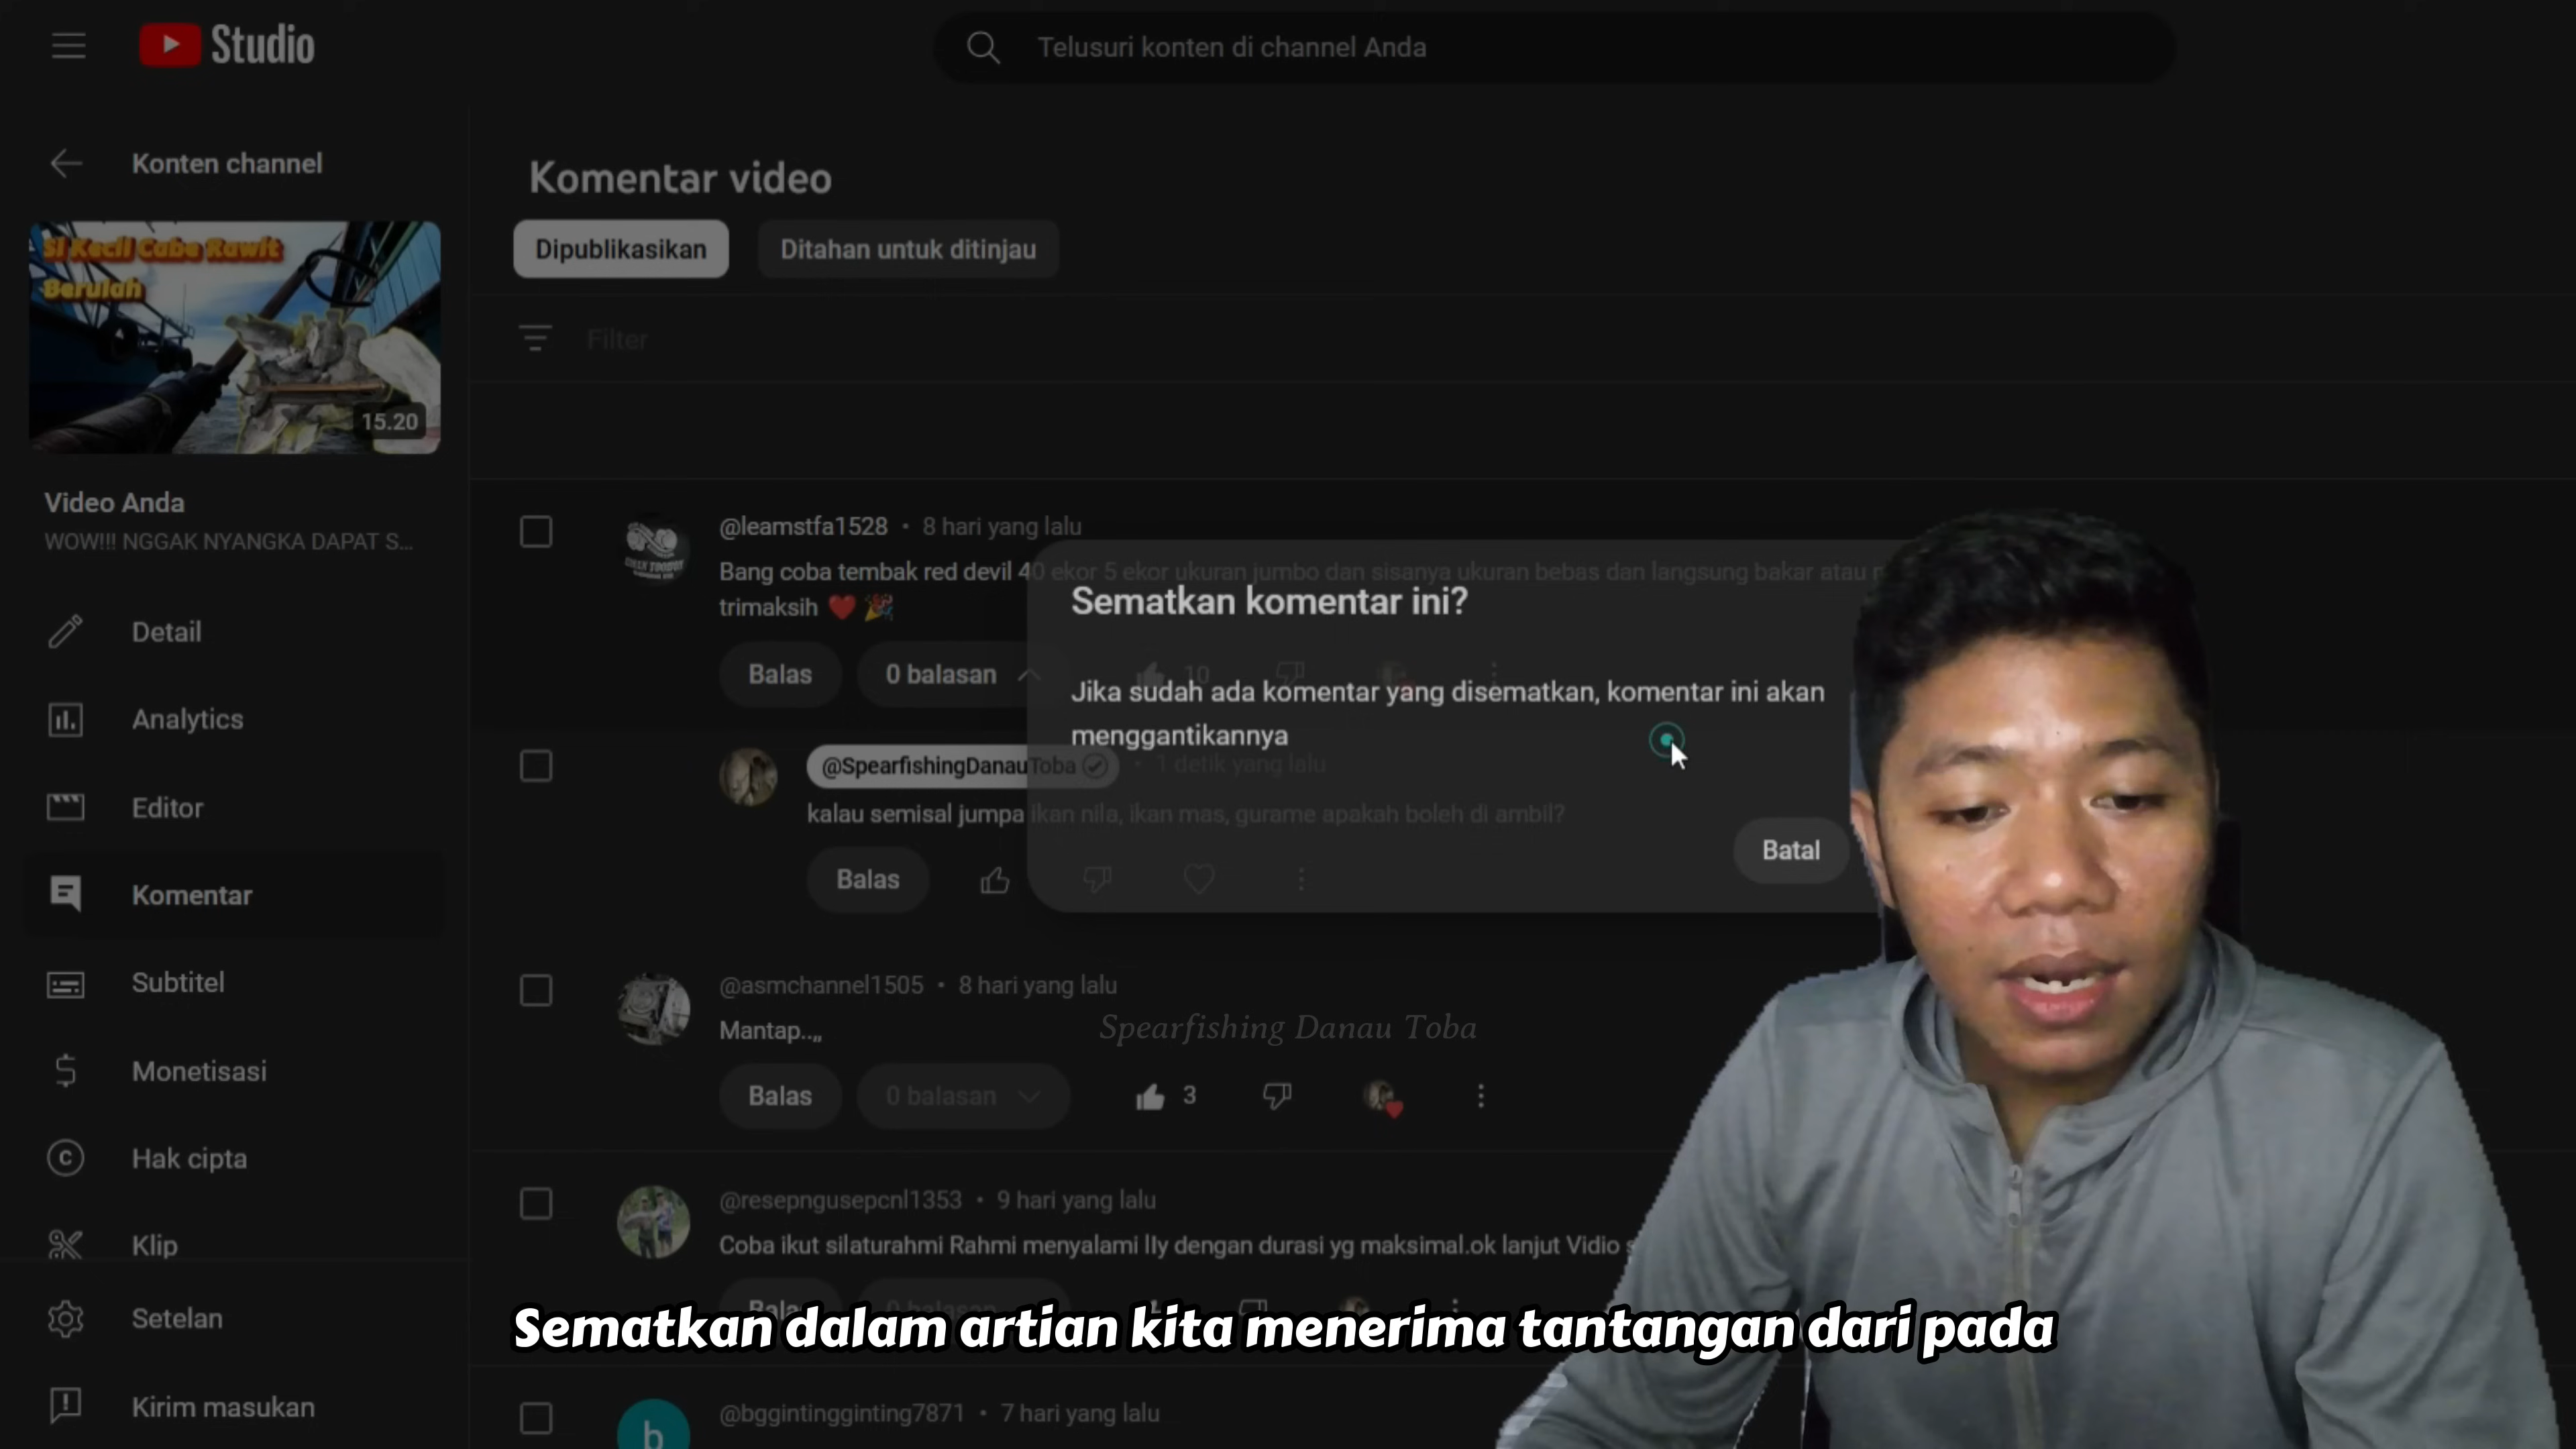 Studio
Telusuri konten di channel Anda
Konten channel
Si Kecil Cabe Rawit
Berulah
15.20
Video Anda
WOW!!! NGGAK NYANGKA DAPAT S...
Detail
Analytics
Editor
Komentar
Subtitel
Monetisasi
Hak cipta
Klip
Setelan
Kirim masukan
Komentar video
Dipublikasikan
Ditahan untuk ditinjau
Filter
@leamstfa1528 • 8 hari yang lalu
Bang coba tembak red devil 40 ekor 5 ekor ukuran jumbo dan sisanya ukuran bebas dan langsung bakar atau
trimaksih ❤️ 🎉
Balas
0 balasan
10
Sematkan komentar ini?
Jika sudah ada komentar yang disematkan, komentar ini akan
menggantikannya
Batal
@SpearfishingDanauToba • 1 detik yang lalu
kalau semisal jumpa ikan nila, ikan mas, gurame apakah boleh di ambil?
Balas
@asmchannel1505 • 8 hari yang lalu
Mantap..,,
Balas
0 balasan
3
Spearfishing Danau Toba
@resepngusepcnl1353 • 9 hari yang lalu
Coba ikut silaturahmi Rahmi menyalami lly dengan durasi yg maksimal.ok lanjut Vidio s
Balas
0 balasan
Sematkan dalam artian kita menerima tantangan dari pada
@bggintingginting7871 • 7 hari yang lalu
b